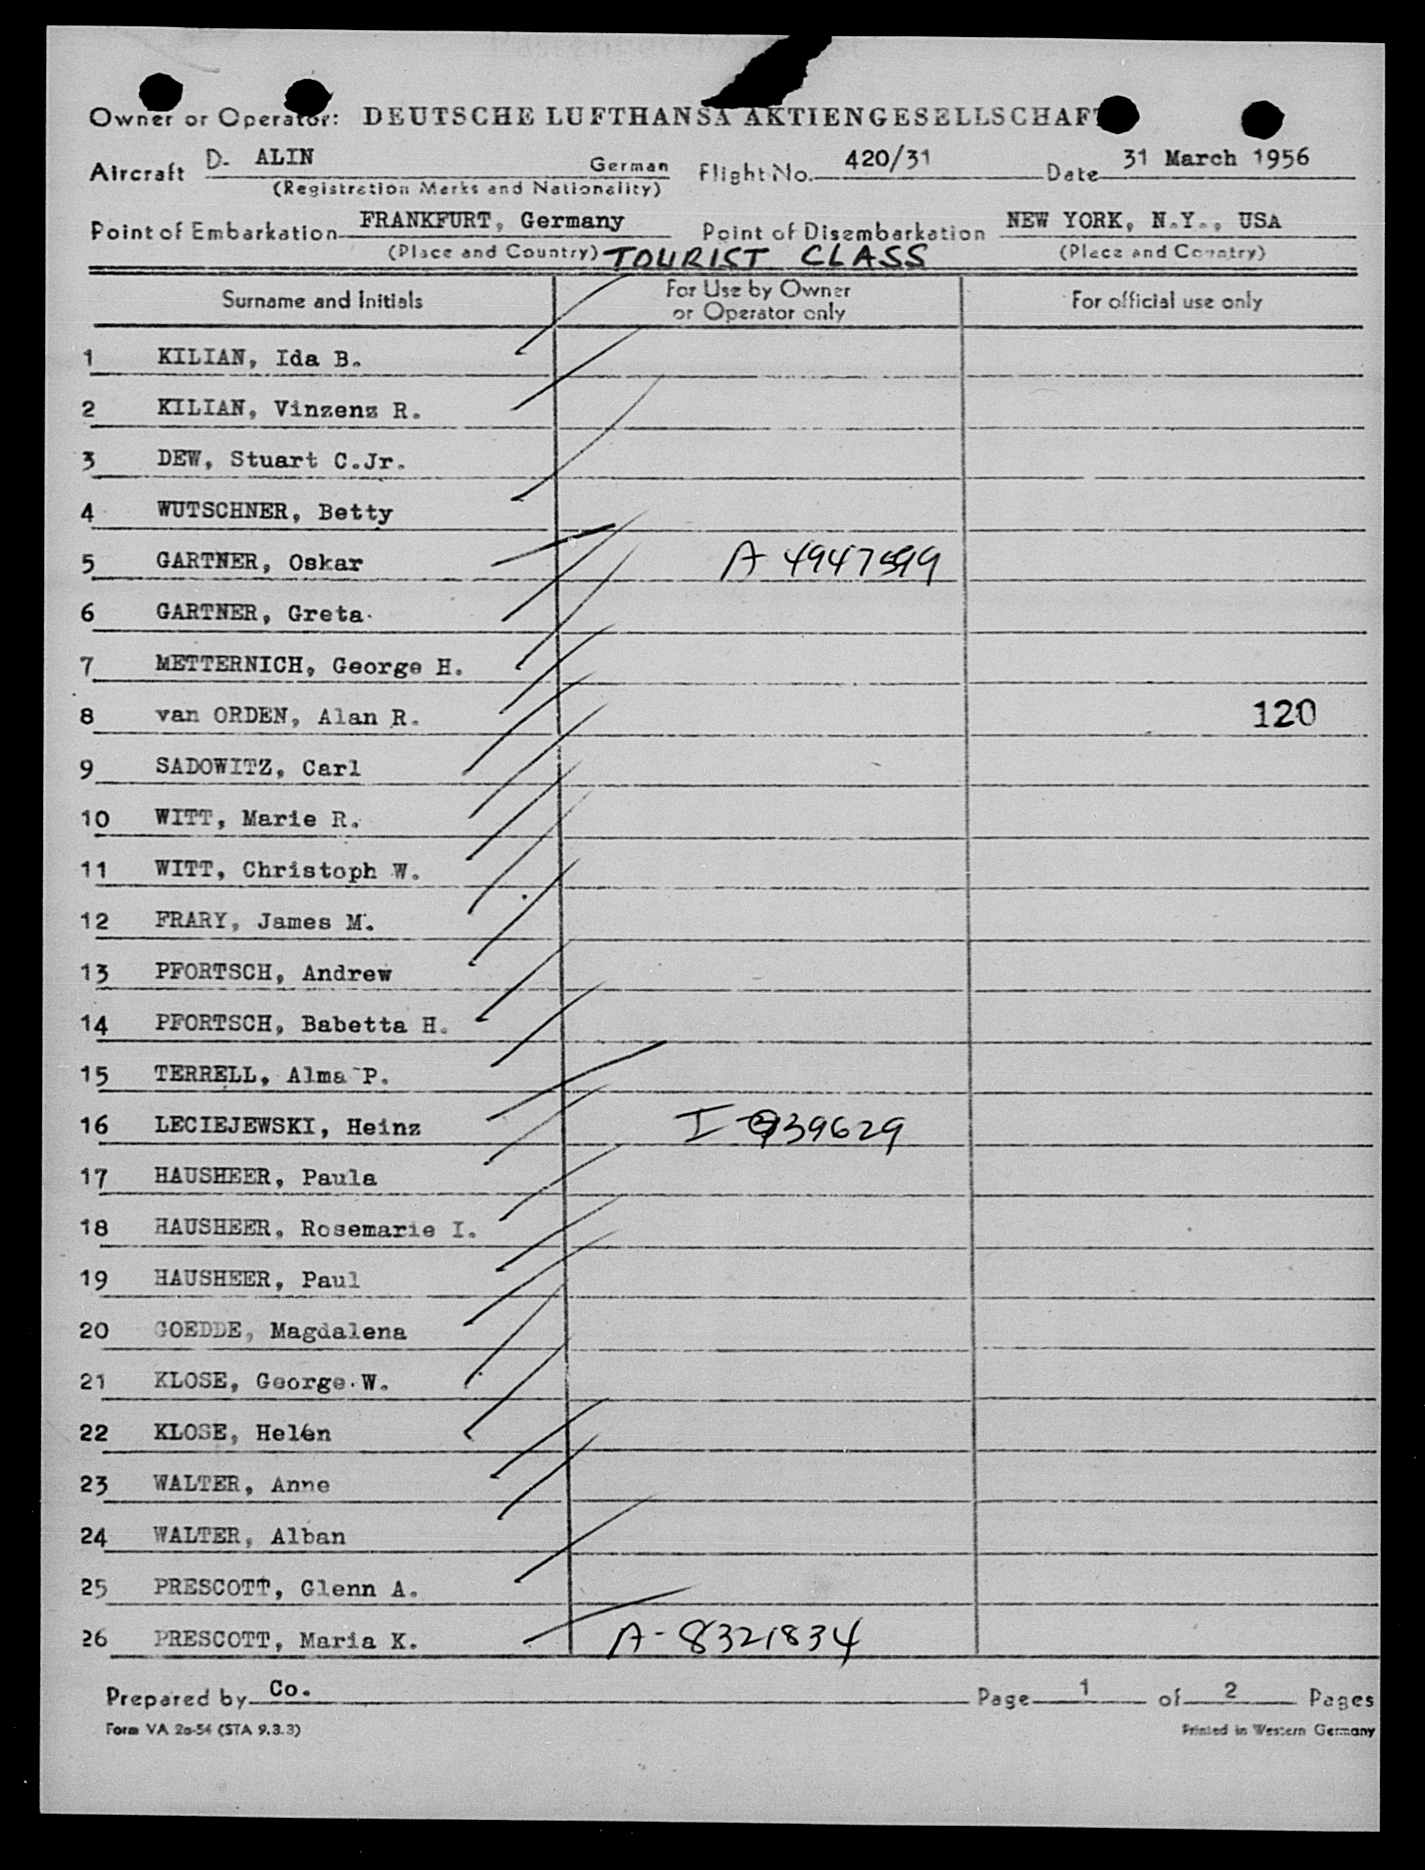 Owner or Operator: DEUTSCHE LUFTHANSA AKTIENGESELLSCHAFT
Aircraft D- ALIN German Flight No. 420/31 Date 31 March 1956
(Registration Marks and Nationality)
Point of Embarkation FRANKFURT, Germany Point of Disembarkation NEW YORK, N.Y., USA
(Place and Country) TOURIST CLASS (Place and Country)
Surname and Initials For Use by Owner or Operator only For official use only
1 KILIAN, Ida B.
2 KILIAN, Vinzenz R.
3 DEW, Stuart C.Jr.
4 WUTSCHNER, Betty
5 GARTNER, Oskar A 4947599
6 GARTNER, Greta
7 METTERNICH, George H.
8 van ORDEN, Alan R. 120
9 SADOWITZ, Carl
10 WITT, Marie R.
11 WITT, Christoph W.
12 FRARY, James M.
13 PFORTSCH, Andrew
14 PFORTSCH, Babetta H.
15 TERRELL, Alma P.
16 LECIEJEWSKI, Heinz I-939629
17 HAUSHEER, Paula
18 HAUSHEER, Rosemarie I.
19 HAUSHEER, Paul
20 GOEDDE, Magdalena
21 KLOSE, George W.
22 KLOSE, Helen
23 WALTER, Anne
24 WALTER, Alban
25 PRESCOTT, Glenn A.
26 PRESCOTT, Maria K. A-8321834
Prepared by Co. Page 1 of 2 Pages
Form VA 2a-54 (STA 9.3.3) Printed in Western Germany